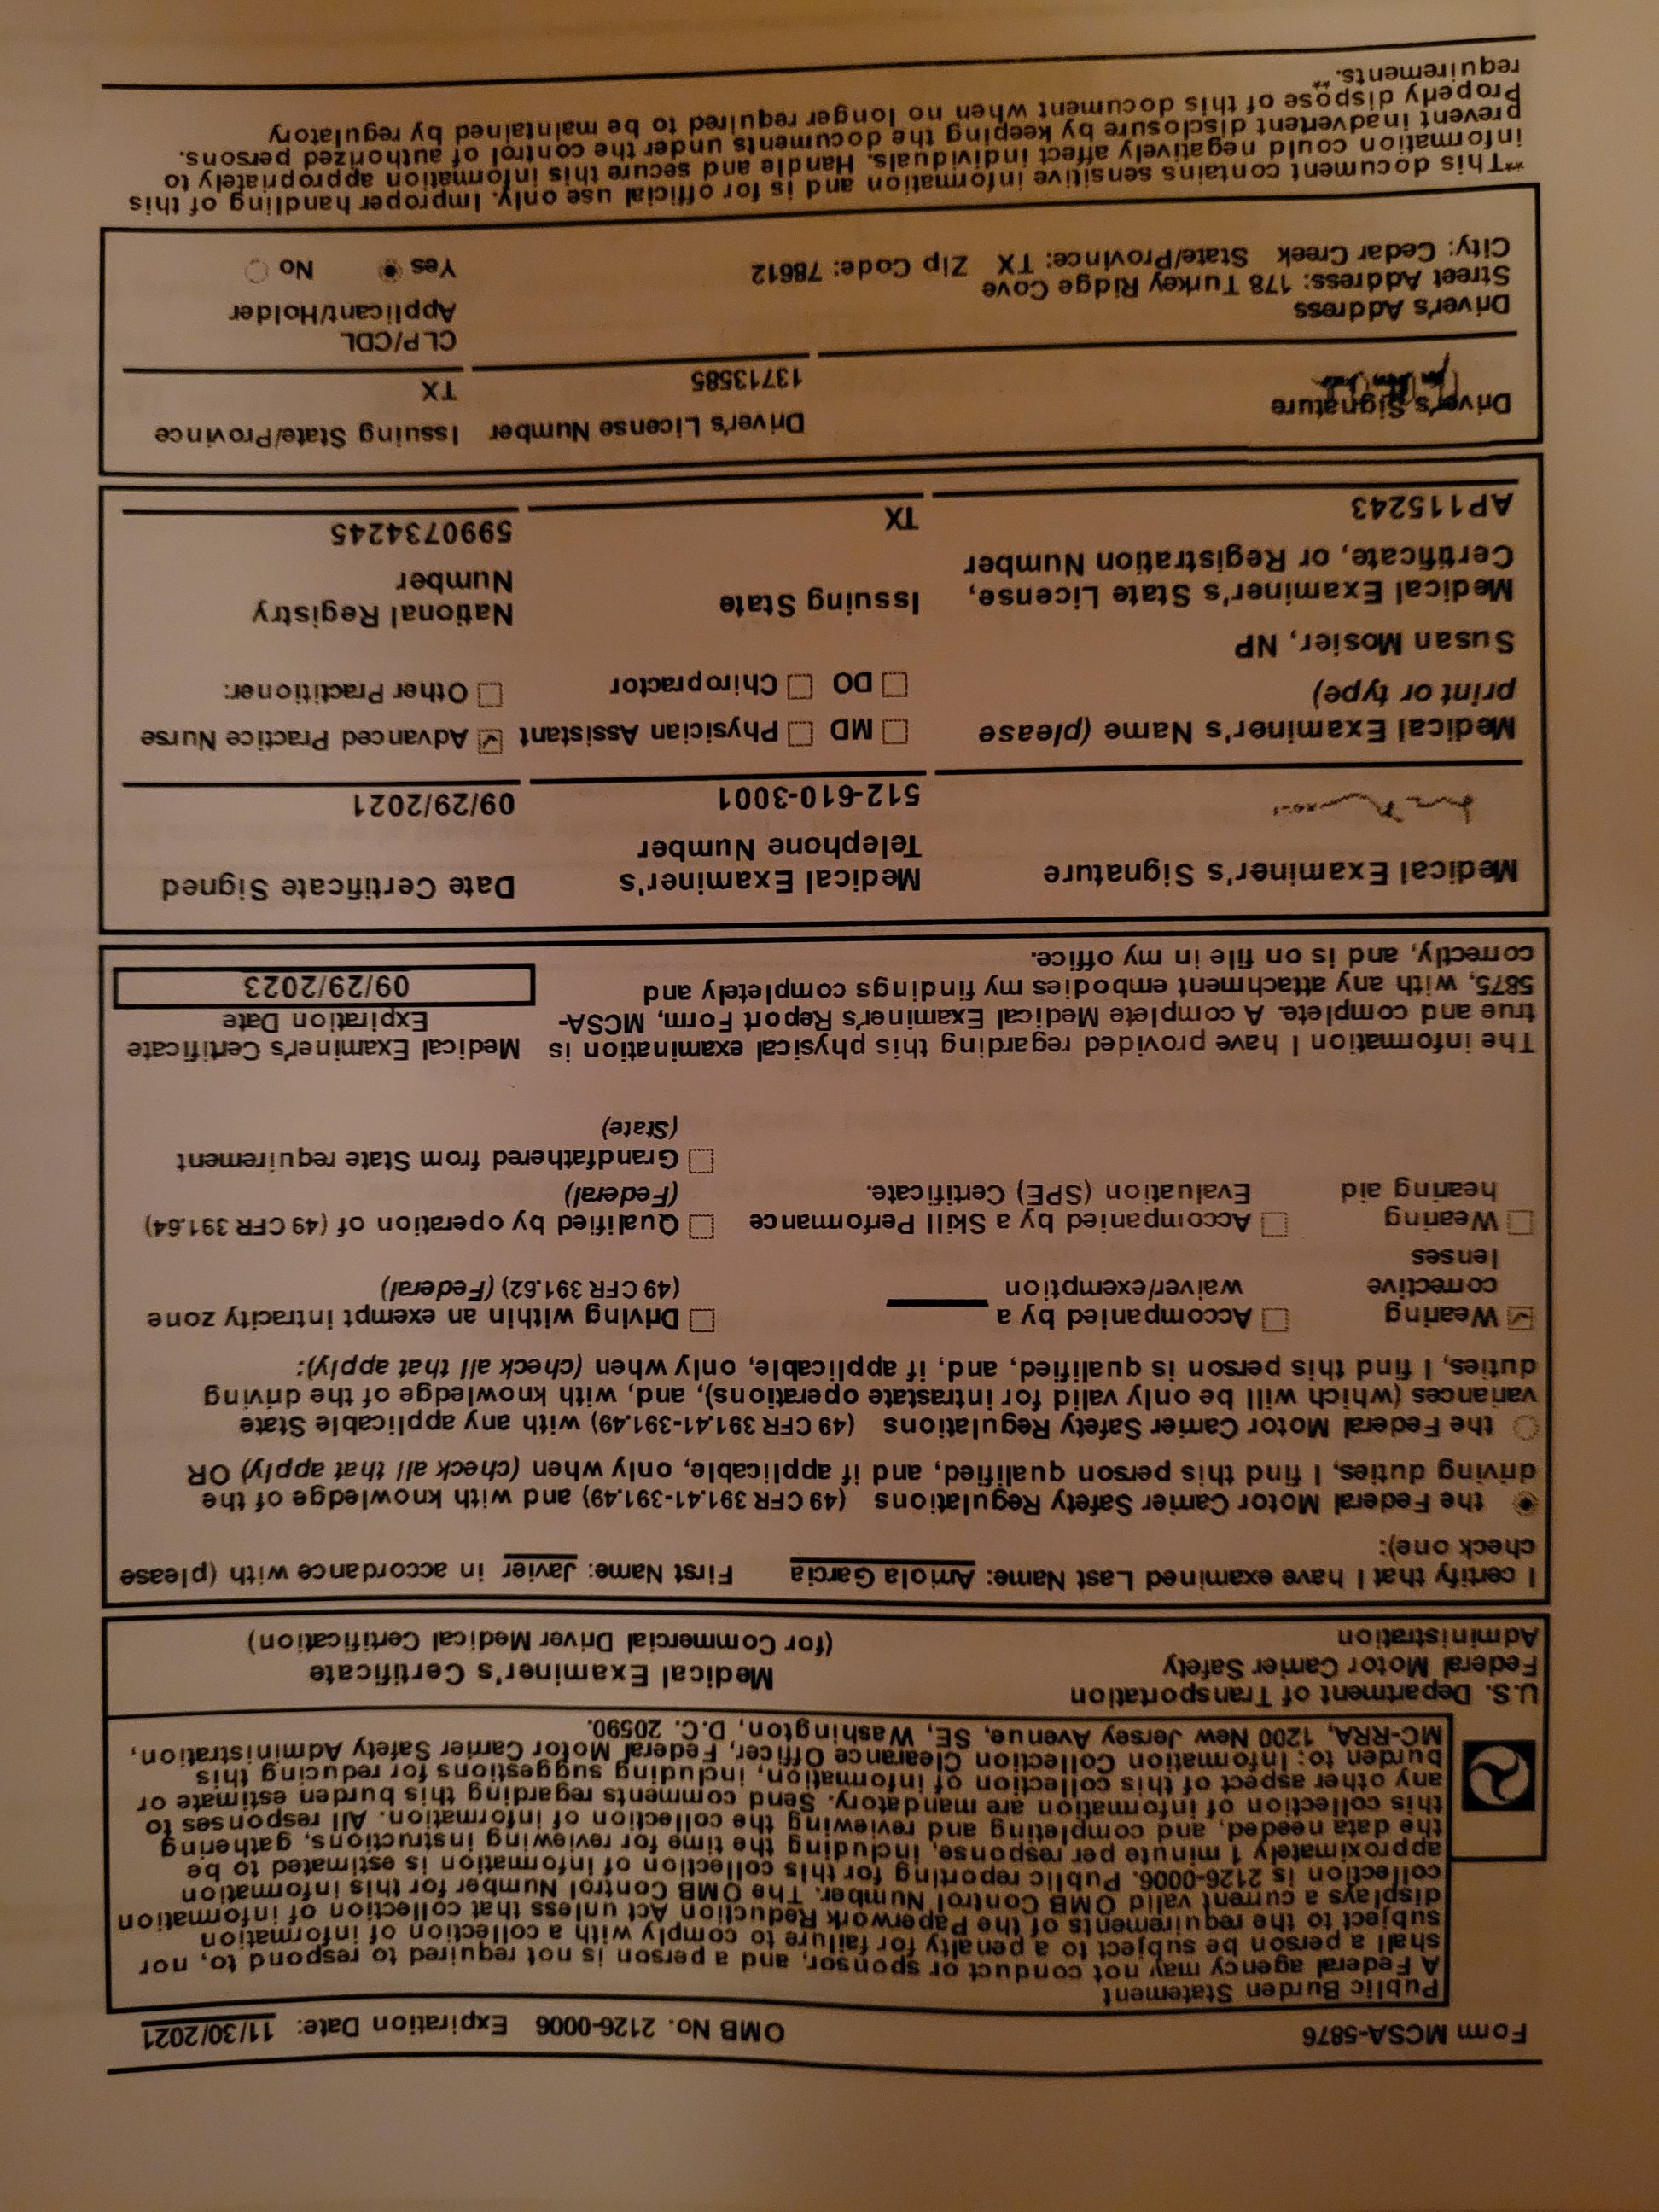 Form MCSA-5876 OMB No. 2126-0006 Expiration Date: 11/30/2021
Public Burden Statement
A Federal agency may not conduct or sponsor, and a person is not required to respond to, nor
shall a person be subject to a penalty for failure to comply with a collection of information
subject to the requirements of the Paperwork Reduction Act unless that collection of information
displays a current valid OMB Control Number. The OMB Control Number for this information
collection is 2126-0006. Public reporting for this collection of information is estimated to be
approximately 1 minute per response, including the time for reviewing instructions, gathering
the data needed, and completing and reviewing the collection of information. All responses to
this collection of information are mandatory. Send comments regarding this burden estimate or
any other aspect of this collection of information, including suggestions for reducing this
burden to: Information Collection Clearance Officer, Federal Motor Carrier Safety Administration,
MC-RRA, 1200 New Jersey Avenue, SE, Washington, D.C. 20590.
U.S. Department of Transportation
Federal Motor Carrier Safety
Administration
Medical Examiner's Certificate
(for Commercial Driver Medical Certification)
I certify that I have examined Last Name: Arriola Garcia First Name: Javier in accordance with (please
check one):
the Federal Motor Carrier Safety Regulations (49 CFR 391.41-391.49) and with knowledge of the
driving duties, I find this person qualified, and if applicable, only when (check all that apply) OR
the Federal Motor Carrier Safety Regulations (49 CFR 391.41-391.49) with any applicable State
variances (which will be only valid for intrastate operations), and, with knowledge of the driving
duties, I find this person is qualified, and, if applicable, only when (check all that apply):
Wearing
corrective
lenses
Accompanied by a
waiver/exemption
Driving within an exempt intracity zone
(49 CFR 391.62) (Federal)
Wearing
hearing aid
Accompanied by a Skill Performance
Evaluation (SPE) Certificate.
Qualified by operation of (49 CFR 391.64)
(Federal)
Grandfathered from State requirement
(State)
The information I have provided regarding this physical examination is
true and complete. A complete Medical Examiner's Report Form, MCSA-
5875, with any attachment embodies my findings completely and
correctly, and is on file in my office.
Medical Examiner's Certificate
Expiration Date
09/29/2023
Medical Examiner's Signature
Medical Examiner's
Telephone Number
512-610-3001
Date Certificate Signed
09/29/2021
Medical Examiner's Name (please
print or type)
Susan Mosier, NP
MD Physician Assistant Advanced Practice Nurse
DO Chiropractor Other Practitioner:
Medical Examiner's State License,
Certificate, or Registration Number
AP115243
Issuing State
TX
National Registry
Number
5990734245
Driver's Signature
Driver's License Number
13713585
Issuing State/Province
TX
Driver's Address
Street Address: 178 Turkey Ridge Cove
City: Cedar Creek State/Province: TX Zip Code: 78612
CLP/CDL
Applicant/Holder
Yes No
**This document contains sensitive information and is for official use only. Improper handling of this
information could negatively affect individuals. Handle and secure this information appropriately to
prevent inadvertent disclosure by keeping the documents under the control of authorized persons.
Properly dispose of this document when no longer required to be maintained by regulatory
requirements.**